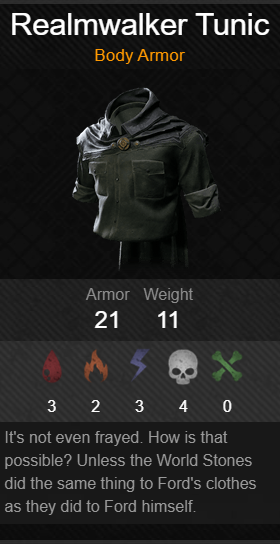 Realmwalker Tunic
Body Armor
Armor Weight
21 11
3 2 3 4 0
It's not even frayed. How is that
possible? Unless the World Stones
did the same thing to Ford's clothes
as they did to Ford himself.